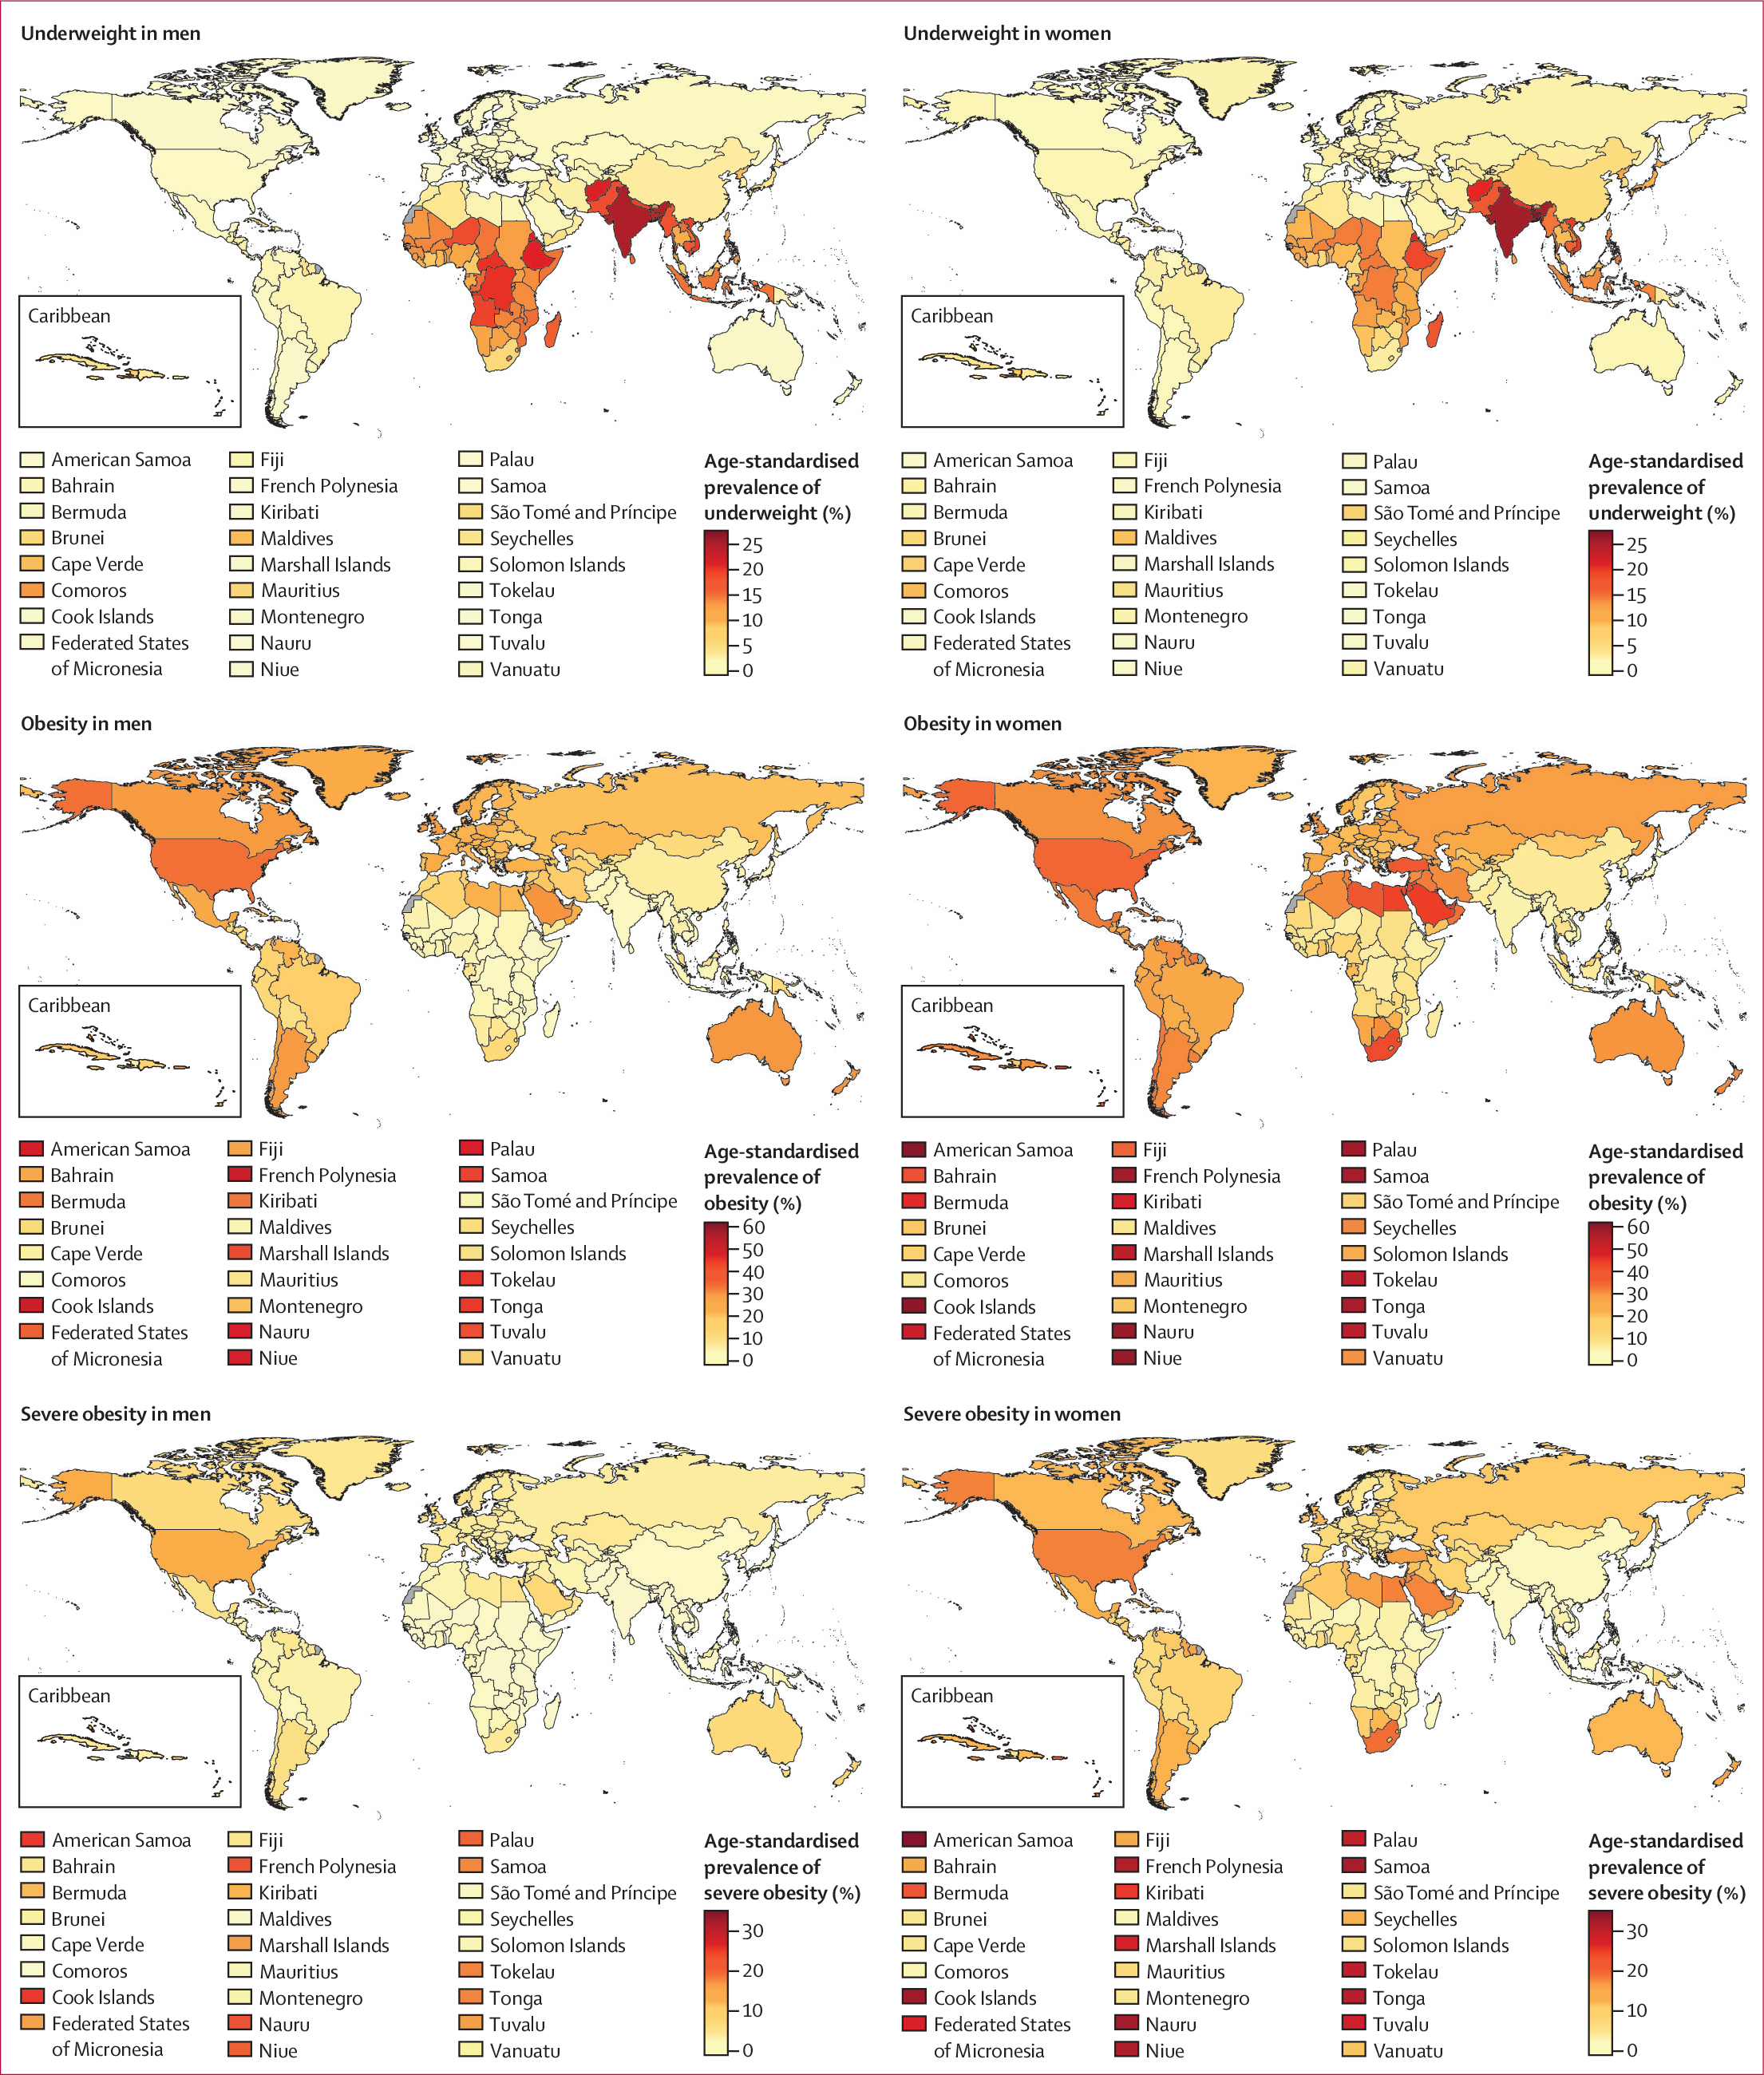 Underweight in men
Caribbean
American Samoa
Bahrain
Bermuda
Brunei
Cape Verde
Comoros
Cook Islands
Federated States
of Micronesia
Fiji
French Polynesia
Kiribati
Maldives
Marshall Islands
Mauritius
Montenegro
Nauru
Niue
Palau
Samoa
São Tomé and Príncipe
Seychelles
Solomon Islands
Tokelau
Tonga
Tuvalu
Vanuatu
Age-standardised
prevalence of
underweight (%)
25
20
15
10
5
0
Underweight in women
Caribbean
American Samoa
Bahrain
Bermuda
Brunei
Cape Verde
Comoros
Cook Islands
Federated States
of Micronesia
Fiji
French Polynesia
Kiribati
Maldives
Marshall Islands
Mauritius
Montenegro
Nauru
Niue
Palau
Samoa
São Tomé and Príncipe
Seychelles
Solomon Islands
Tokelau
Tonga
Tuvalu
Vanuatu
Age-standardised
prevalence of
underweight (%)
25
20
15
10
5
0
Obesity in men
Caribbean
American Samoa
Bahrain
Bermuda
Brunei
Cape Verde
Comoros
Cook Islands
Federated States
of Micronesia
Fiji
French Polynesia
Kiribati
Maldives
Marshall Islands
Mauritius
Montenegro
Nauru
Niue
Palau
Samoa
São Tomé and Príncipe
Seychelles
Solomon Islands
Tokelau
Tonga
Tuvalu
Vanuatu
Age-standardised
prevalence of
obesity (%)
60
50
40
30
20
10
0
Obesity in women
Caribbean
American Samoa
Bahrain
Bermuda
Brunei
Cape Verde
Comoros
Cook Islands
Federated States
of Micronesia
Fiji
French Polynesia
Kiribati
Maldives
Marshall Islands
Mauritius
Montenegro
Nauru
Niue
Palau
Samoa
São Tomé and Príncipe
Seychelles
Solomon Islands
Tokelau
Tonga
Tuvalu
Vanuatu
Age-standardised
prevalence of
obesity (%)
60
50
40
30
20
10
0
Severe obesity in men
Caribbean
American Samoa
Bahrain
Bermuda
Brunei
Cape Verde
Comoros
Cook Islands
Federated States
of Micronesia
Fiji
French Polynesia
Kiribati
Maldives
Marshall Islands
Mauritius
Montenegro
Nauru
Niue
Palau
Samoa
São Tomé and Príncipe
Seychelles
Solomon Islands
Tokelau
Tonga
Tuvalu
Vanuatu
Age-standardised
prevalence of
severe obesity (%)
30
20
10
0
Severe obesity in women
Caribbean
American Samoa
Bahrain
Bermuda
Brunei
Cape Verde
Comoros
Cook Islands
Federated States
of Micronesia
Fiji
French Polynesia
Kiribati
Maldives
Marshall Islands
Mauritius
Montenegro
Nauru
Niue
Palau
Samoa
São Tomé and Príncipe
Seychelles
Solomon Islands
Tokelau
Tonga
Tuvalu
Vanuatu
Age-standardised
prevalence of
severe obesity (%)
30
20
10
0